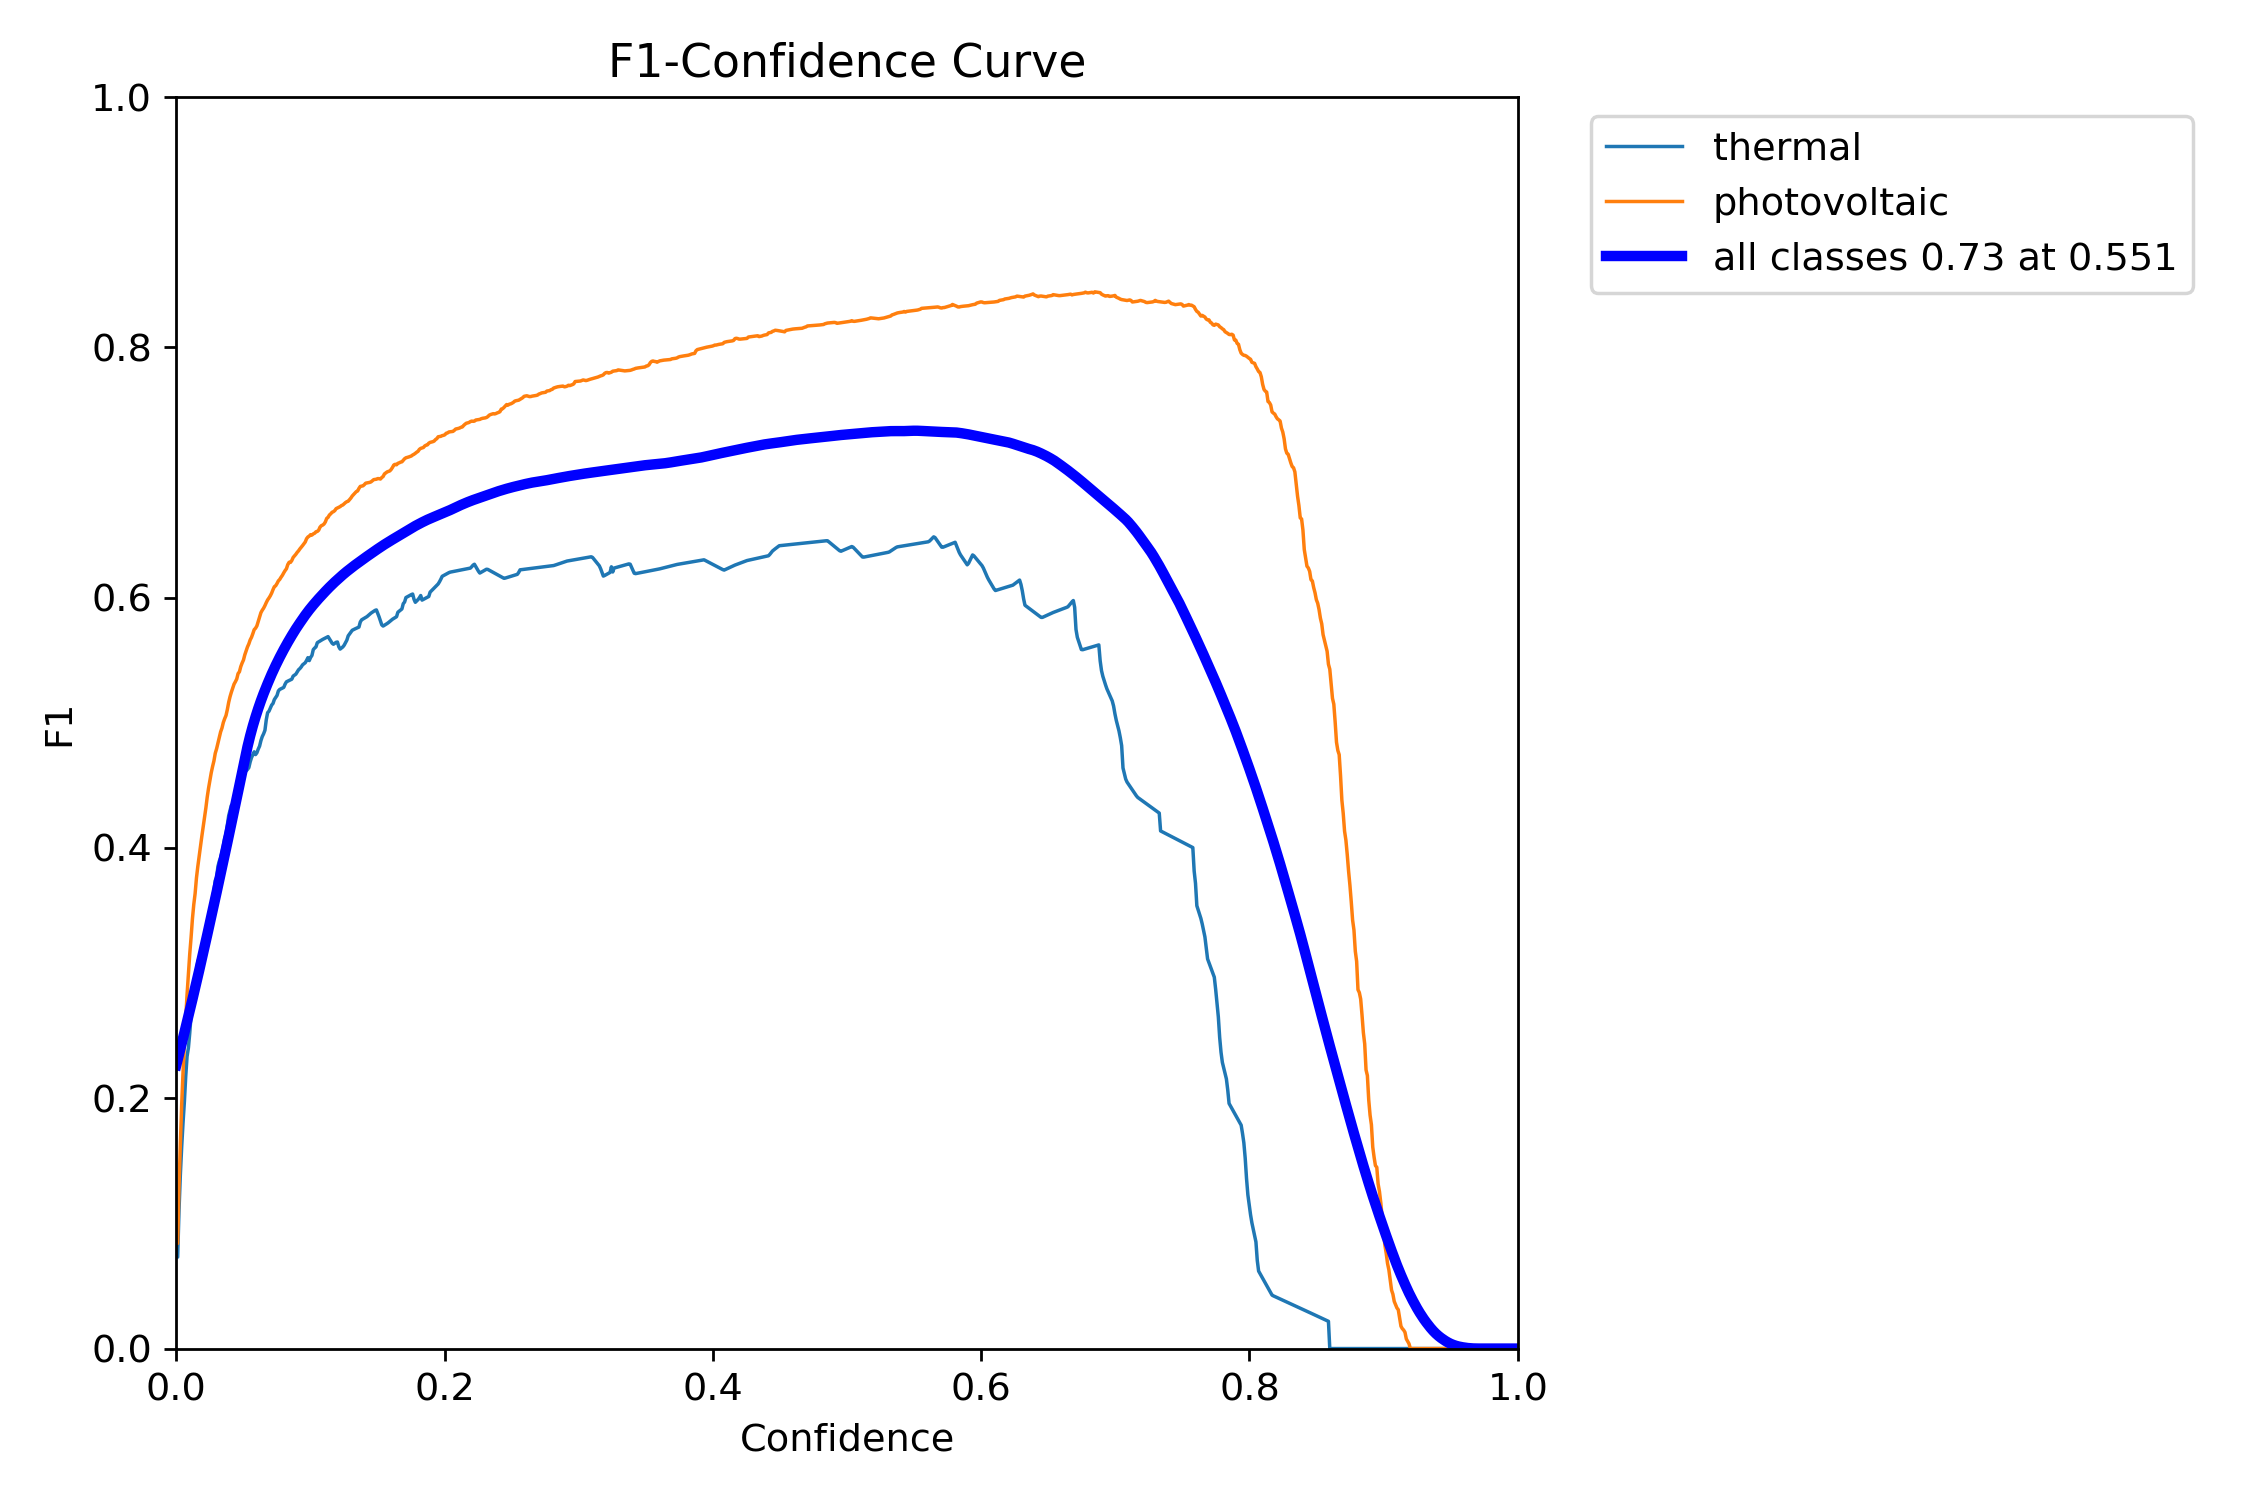 F1-Confidence Curve
1.0
0.8
0.6
0.4
0.2
0.0
F1
0.0 0.2 0.4 0.6 0.8 1.0
Confidence
thermal
photovoltaic
all classes 0.73 at 0.551